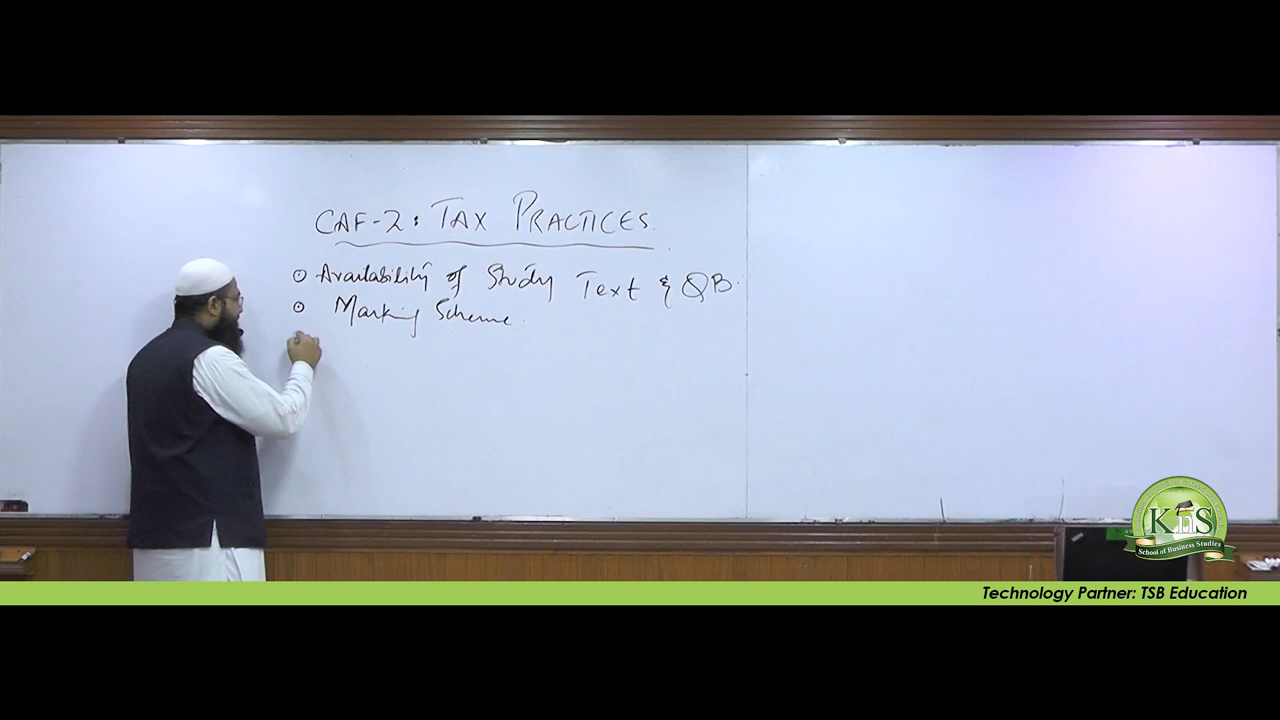 CAF-2: TAX PRACTICES.
⊙ Availability of Study Text & QB.
⊙ Marking Scheme.
KnS
School of Business Studies
Technology Partner: TSB Education